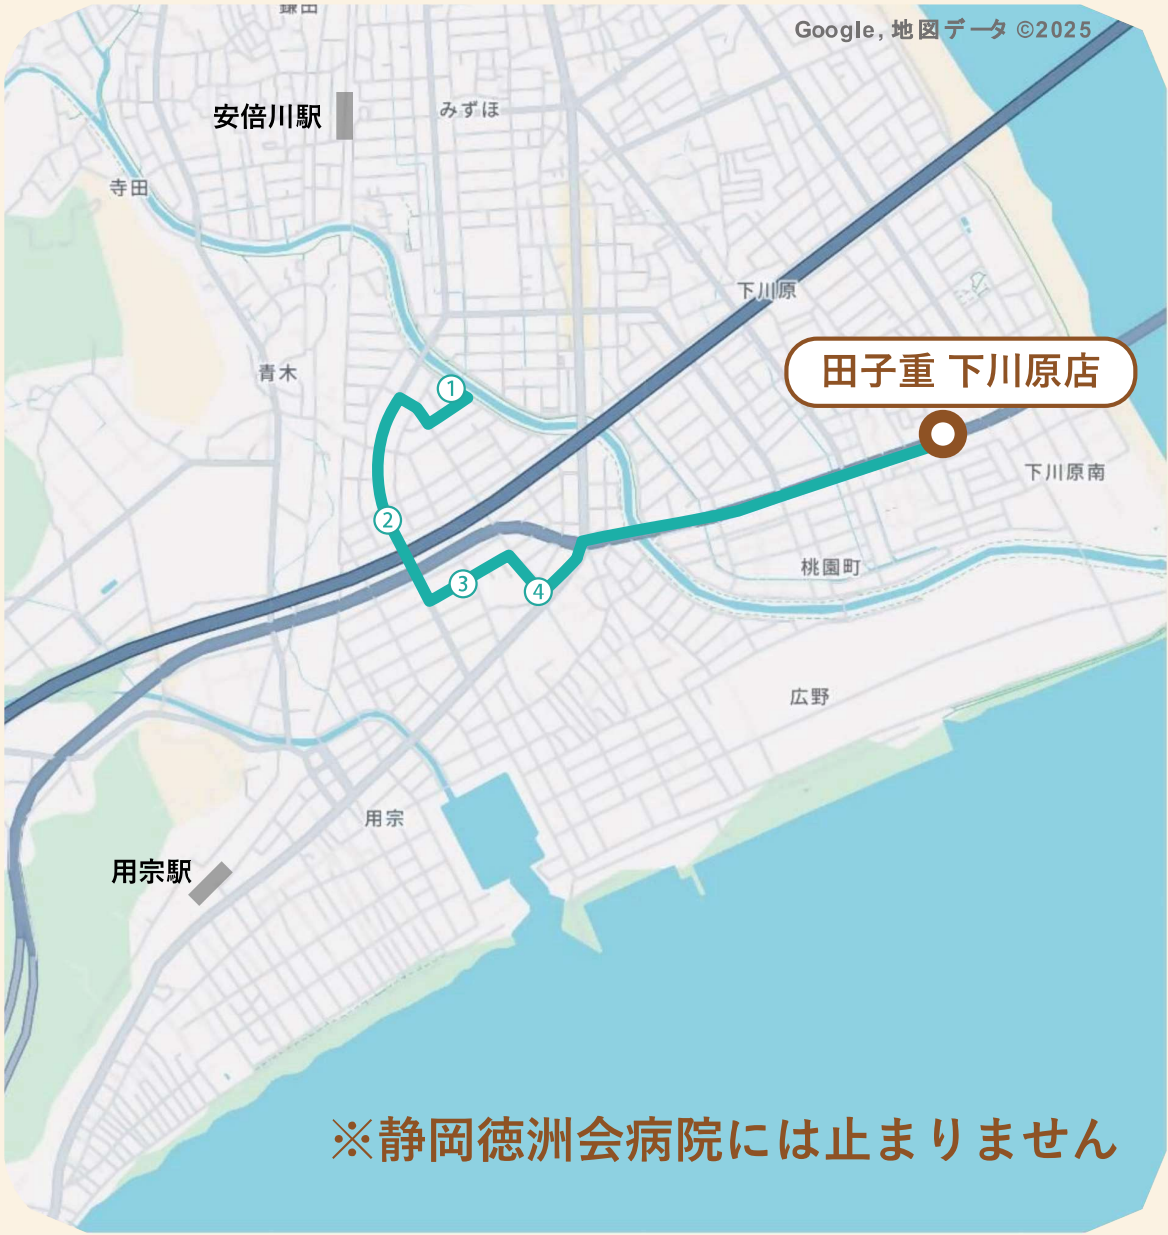 鎌田
Google, 地図データ ©2025
安倍川駅
みずほ
寺田
下川原
青木
田子重 下川原店
1
下川原南
2
桃園町
3
4
広野
用宗
用宗駅
※静岡徳洲会病院には止まりません